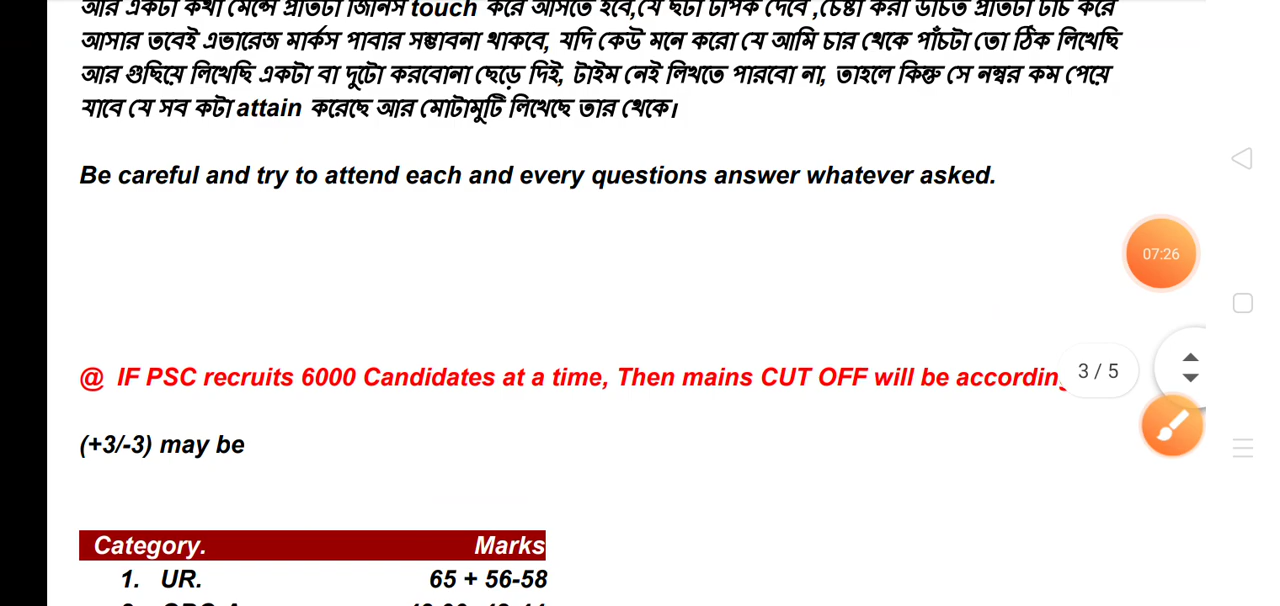 আর একটা কথা মেন্সে প্রতিটা জিনিস touch করে আসতে হবে,যে ছটা টপিক দেবে ,চেষ্টা করা উচিত প্রতিটা টাচ করে
আসার তবেই এভারেজ মার্কস পাবার সম্ভাবনা থাকবে, যদি কেউ মনে করো যে আমি চার থেকে পাঁচটা তো ঠিক লিখেছি
আর গুছিয়ে লিখেছি একটা বা দুটো করবোনা ছেড়ে দিই, টাইম নেই লিখতে পারবো না, তাহলে কিন্তু সে নম্বর কম পেয়ে
যাবে যে সব কটা attain করেছে আর মোটামুটি লিখেছে তার থেকে।
Be careful and try to attend each and every questions answer whatever asked.
07:26
@ IF PSC recruits 6000 Candidates at a time, Then mains CUT OFF will be accordin
3 / 5
(+3/-3) may be
Category. Marks
1. UR. 65 + 56-58